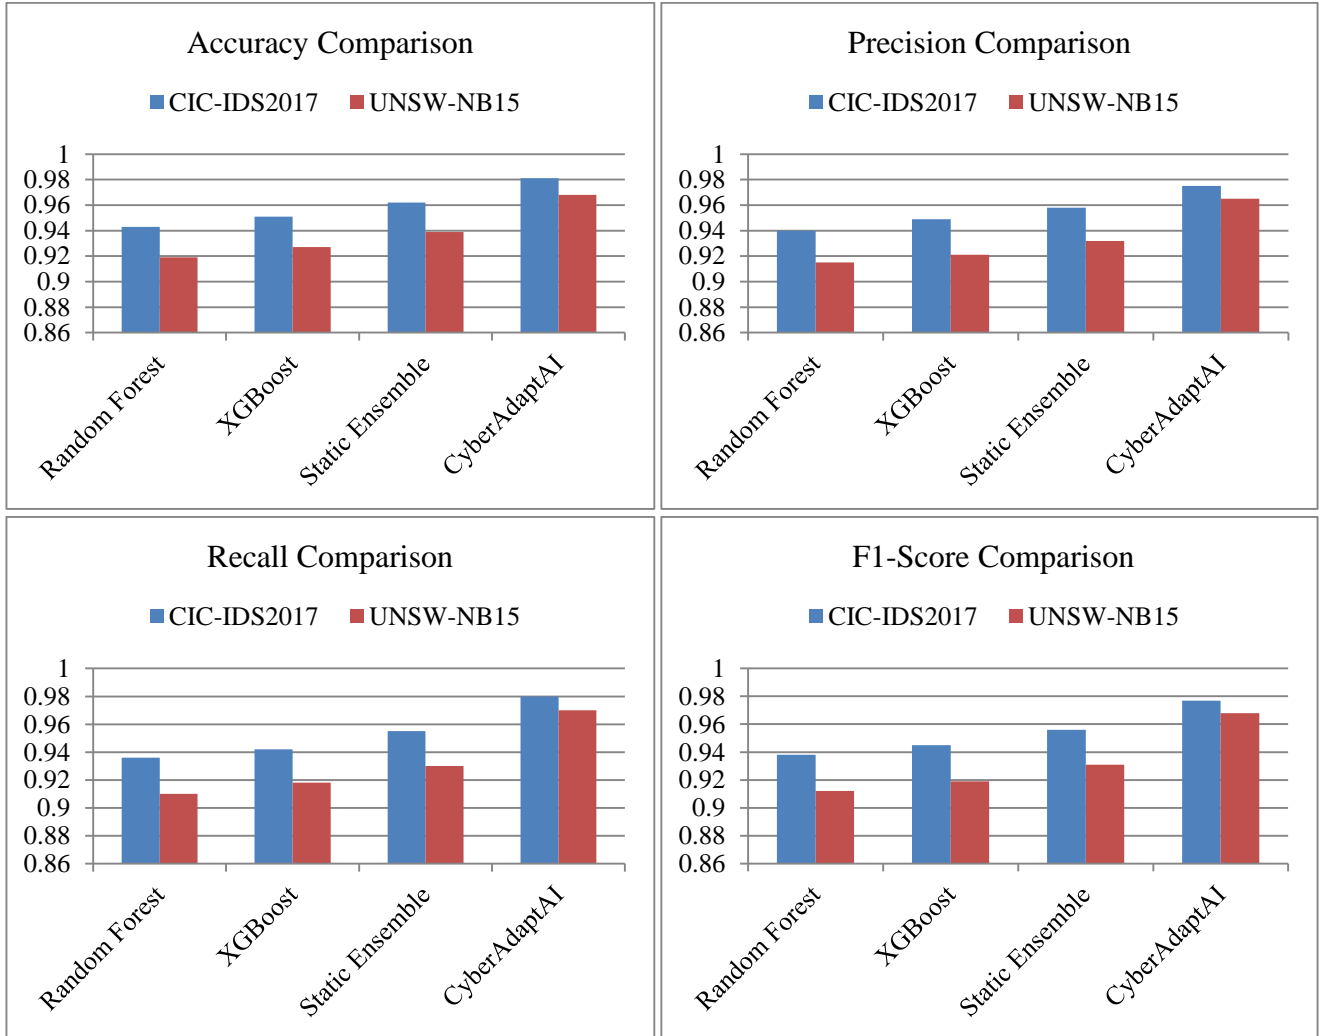 Accuracy Comparison
CIC-IDS2017 UNSW-NB15
1
0.98
0.96
0.94
0.92
0.9
0.88
0.86
Random Forest
XGBoost
Static Ensemble
CyberAdaptAI
Precision Comparison
CIC-IDS2017 UNSW-NB15
1
0.98
0.96
0.94
0.92
0.9
0.88
0.86
Random Forest
XGBoost
Static Ensemble
CyberAdaptAI
Recall Comparison
CIC-IDS2017 UNSW-NB15
1
0.98
0.96
0.94
0.92
0.9
0.88
0.86
Random Forest
XGBoost
Static Ensemble
CyberAdaptAI
F1-Score Comparison
CIC-IDS2017 UNSW-NB15
1
0.98
0.96
0.94
0.92
0.9
0.88
0.86
Random Forest
XGBoost
Static Ensemble
CyberAdaptAI